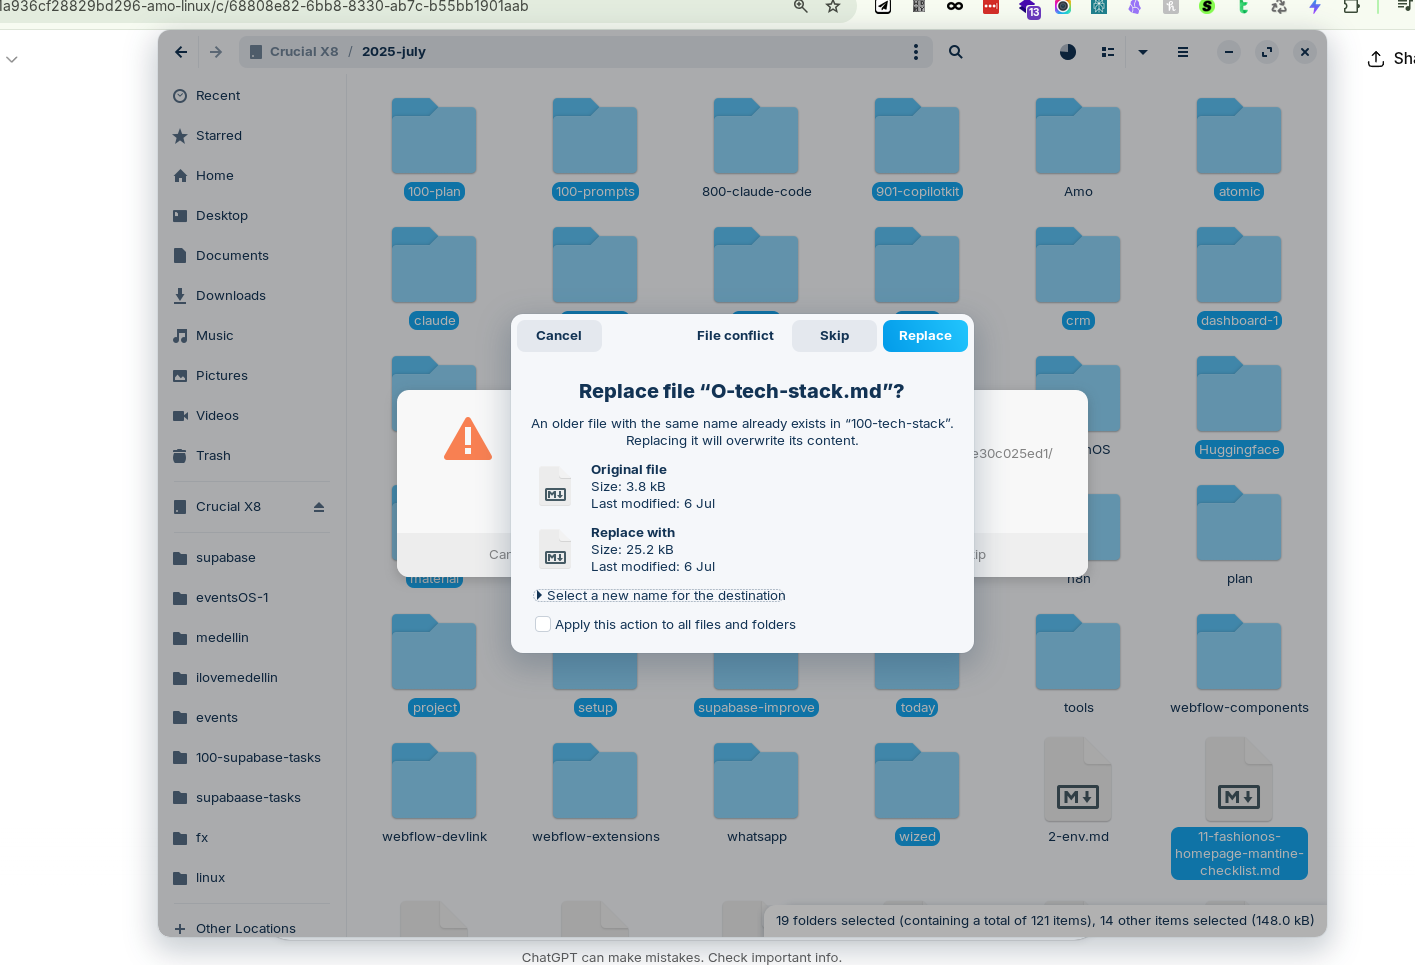 la936cf28829bd296-amo-linux/c/68808e82-6bb8-8330-ab7c-b55bb1901aab
13
Crucial X8 / 2025-july
Recent
Starred
Home
Desktop
Documents
Downloads
Music
Pictures
Videos
Trash
Crucial X8
supabase
eventsOS-1
medellin
ilovemedellin
events
100-supabase-tasks
supabaase-tasks
fx
linux
Other Locations
100-plan
100-prompts
800-claude-code
901-copilotkit
Amo
atomic
claude
crm
dashboard-1
Cancel
File conflict
Skip
Replace
Replace file “O-tech-stack.md”?
An older file with the same name already exists in “100-tech-stack”.
Replacing it will overwrite its content.
Original file
Size: 3.8 kB
Last modified: 6 Jul
Replace with
Size: 25.2 kB
Last modified: 6 Jul
Select a new name for the destination
Apply this action to all files and folders
e30c025ed1/
Can
ip
nOS
Huggingface
material
n8n
plan
project
setup
supabase-improve
today
tools
webflow-components
webflow-devlink
webflow-extensions
whatsapp
wized
2-env.md
11-fashionos-
homepage-mantine-
checklist.md
19 folders selected (containing a total of 121 items), 14 other items selected (148.0 kB)
ChatGPT can make mistakes. Check important info.
Sha